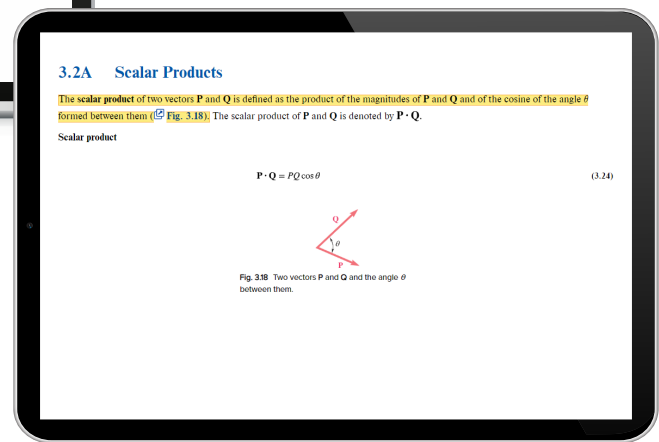 3.2A Scalar Products
The scalar product of two vectors P and Q is defined as the product of the magnitudes of P and Q and of the cosine of the angle θ
formed between them ( Fig. 3.18). The scalar product of P and Q is denoted by P · Q.
Scalar product
P · Q = PQ cos θ (3.24)
Q
θ
P
Fig. 3.18 Two vectors P and Q and the angle θ
between them.